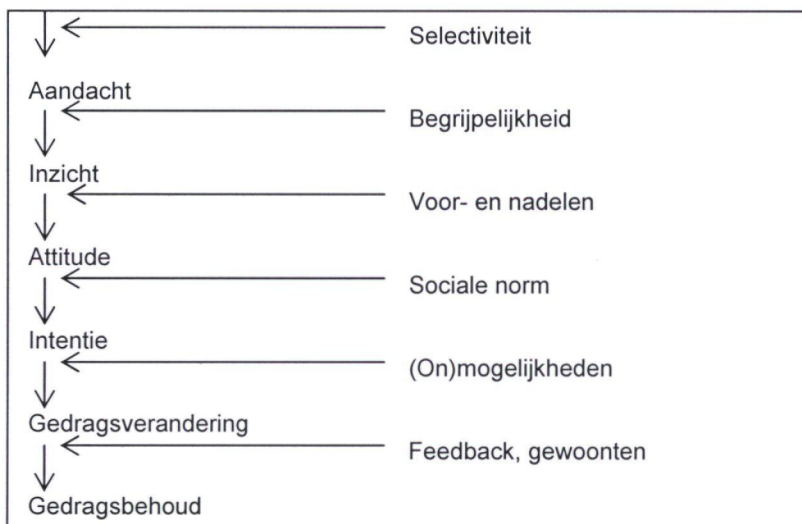 Selectiviteit
Aandacht
Begrijpelijkheid
Inzicht
Voor- en nadelen
Attitude
Sociale norm
Intentie
(On)mogelijkheden
Gedragsverandering
Feedback, gewoonten
Gedragsbehoud